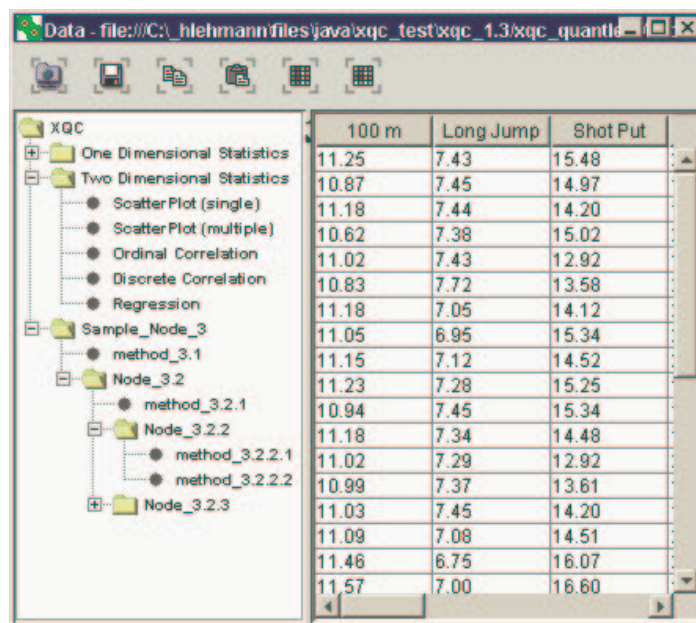 Data - file:///C:\_hlehmann\files\java\xqc_test\xqc_1.3/xqc_quantle
XQC
One Dimensional Statistics
Two Dimensional Statistics
ScatterPlot (single)
ScatterPlot (multiple)
Ordinal Correlation
Discrete Correlation
Regression
Sample_Node_3
method_3.1
Node_3.2
method_3.2.1
Node_3.2.2
method_3.2.2.1
method_3.2.2.2
Node_3.2.3
100 m Long Jump Shot Put
11.25 7.43 15.48
10.87 7.45 14.97
11.18 7.44 14.20
10.62 7.38 15.02
11.02 7.43 12.92
10.83 7.72 13.58
11.18 7.05 14.12
11.05 6.95 15.34
11.15 7.12 14.52
11.23 7.28 15.25
10.94 7.45 15.34
11.18 7.34 14.48
11.02 7.29 12.92
10.99 7.37 13.61
11.03 7.45 14.20
11.09 7.08 14.51
11.46 6.75 16.07
11.57 7.00 16.60